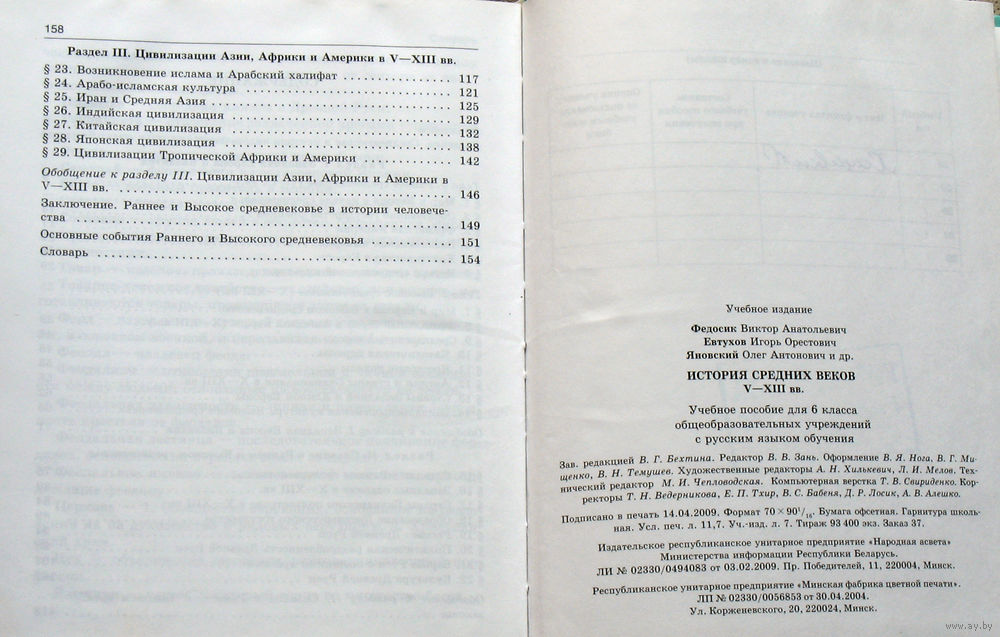 158
Раздел III. Цивилизации Азии, Африки и Америки в V—XIII вв.
§ 23. Возникновение ислама и Арабский халифат . . . . . . . . . . . . . . 117
§ 24. Арабо-исламская культура . . . . . . . . . . . . . . . . . . . . . . . . . . . 121
§ 25. Иран и Средняя Азия . . . . . . . . . . . . . . . . . . . . . . . . . . . . . . . 125
§ 26. Индийская цивилизация . . . . . . . . . . . . . . . . . . . . . . . . . . . . . 129
§ 27. Китайская цивилизация . . . . . . . . . . . . . . . . . . . . . . . . . . . . . 132
§ 28. Японская цивилизация . . . . . . . . . . . . . . . . . . . . . . . . . . . . . . 138
§ 29. Цивилизации Тропической Африки и Америки . . . . . . . . . . . . 142
Обобщение к разделу III. Цивилизации Азии, Африки и Америки в
V—XIII вв. . . . . . . . . . . . . . . . . . . . . . . . . . . . . . . . . . . . . . . . . . 146
Заключение. Раннее и Высокое средневековье в истории человече-
ства . . . . . . . . . . . . . . . . . . . . . . . . . . . . . . . . . . . . . . . . . . . . . . 149
Основные события Раннего и Высокого средневековья . . . . . . . . . . . 151
Словарь . . . . . . . . . . . . . . . . . . . . . . . . . . . . . . . . . . . . . . . . . . . . 154
Учебное издание
Федосик Виктор Анатольевич
Евтухов Игорь Орестович
Яновский Олег Антонович и др.
ИСТОРИЯ СРЕДНИХ ВЕКОВ
V—XIII вв.
Учебное пособие для 6 класса
общеобразовательных учреждений
с русским языком обучения
Зав. редакцией В. Г. Бехтина. Редактор В. В. Зань. Оформление В. Я. Нога, В. Г. Ми-
щенко, В. Н. Темушев. Художественные редакторы А. Н. Хилькевич, Л. И. Мелов. Тех-
нический редактор М. И. Чепловодская. Компьютерная верстка Т. В. Свириденко. Кор-
ректоры Т. Н. Ведерникова, Е. П. Тхир, В. С. Бабеня, Д. Р. Лосик, А. В. Алешко.
Подписано в печать 14.04.2009. Формат 70 × 90 1/16. Бумага офсетная. Гарнитура школь-
ная. Усл. печ. л. 11,7. Уч.-изд. л. 7. Тираж 93 400 экз. Заказ 37.
Издательское республиканское унитарное предприятие «Народная асвета»
Министерства информации Республики Беларусь.
ЛИ № 02330/0494083 от 03.02.2009. Пр. Победителей, 11, 220004, Минск.
Республиканское унитарное предприятие «Минская фабрика цветной печати».
ЛП № 02330/0056853 от 30.04.2004.
Ул. Корженевского, 20, 220024, Минск.
www.ay.by